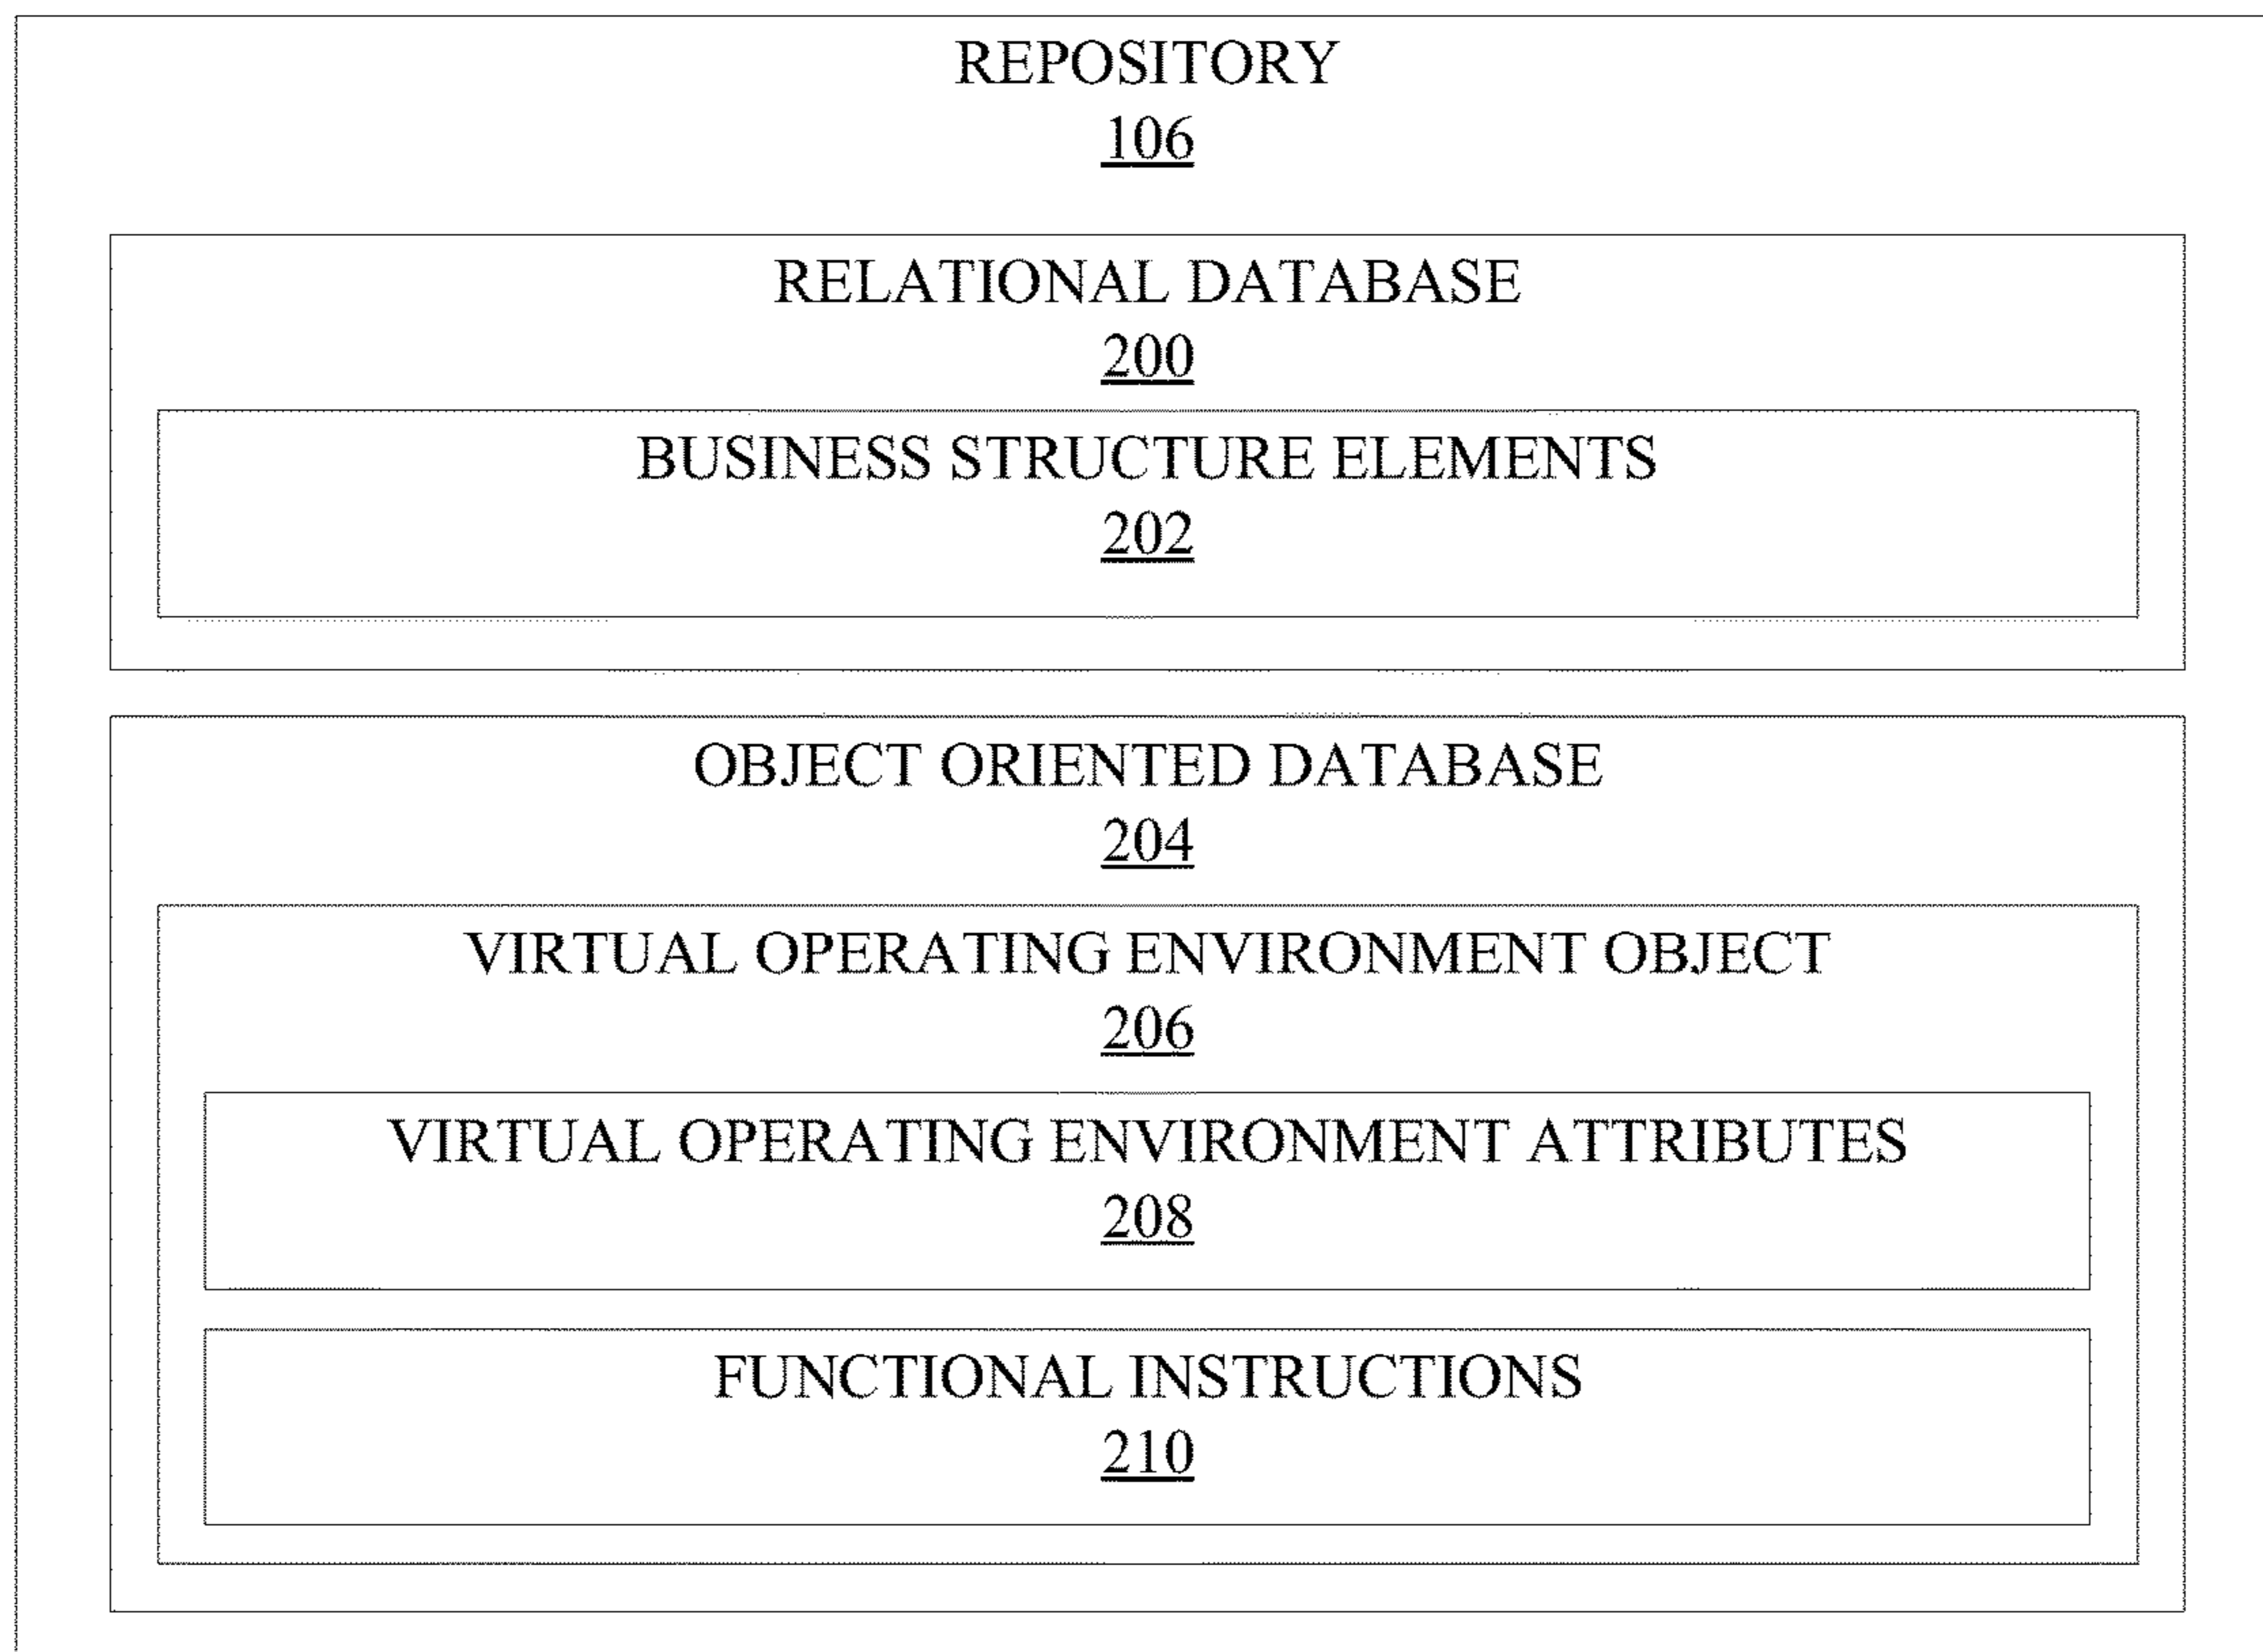 REPOSITORY
106
RELATIONAL DATABASE
200
BUSINESS STRUCTURE ELEMENTS
202
OBJECT ORIENTED DATABASE
204
VIRTUAL OPERATING ENVIRONMENT OBJECT
206
VIRTUAL OPERATING ENVIRONMENT ATTRIBUTES
208
FUNCTIONAL INSTRUCTIONS
210